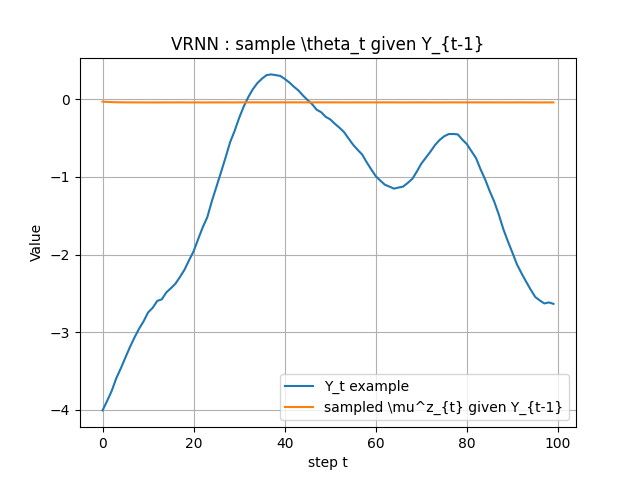 VRNN : sample \theta_t given Y_{t-1}
Value
0
−1
−2
−3
−4
Y_t example
sampled \mu^z_{t} given Y_{t-1}
0
20
40
60
80
100
step t